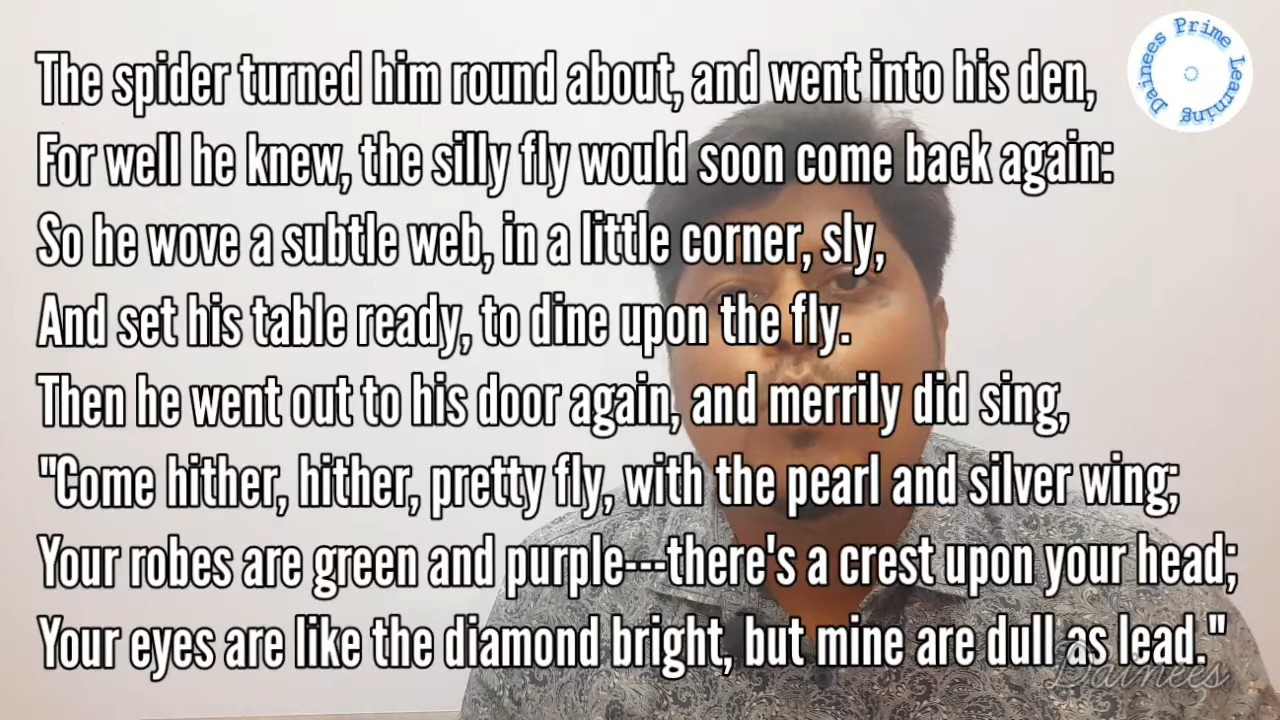 Dainees Prime Learning
The spider turned him round about, and went into his den,
For well he knew, the silly fly would soon come back again:
So he wove a subtle web, in a little corner, sly,
And set his table ready, to dine upon the fly.
Then he went out to his door again, and merrily did sing,
"Come hither, hither, pretty fly, with the pearl and silver wing;
Your robes are green and purple---there's a crest upon your head;
Your eyes are like the diamond bright, but mine are dull as lead."
Dainees